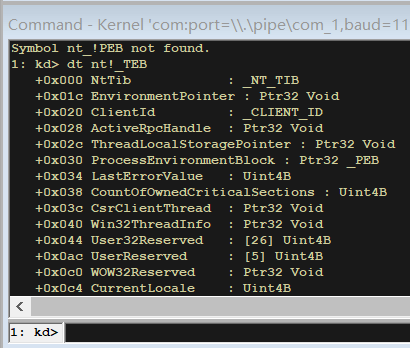 Command - Kernel 'com:port=\\.\pipe\com_1,baud=11
Symbol nt_!PEB not found.
1: kd> dt nt!_TEB
   +0x000 NtTib            : _NT_TIB
   +0x01c EnvironmentPointer : Ptr32 Void
   +0x020 ClientId         : _CLIENT_ID
   +0x028 ActiveRpcHandle  : Ptr32 Void
   +0x02c ThreadLocalStoragePointer : Ptr32 Void
   +0x030 ProcessEnvironmentBlock : Ptr32 _PEB
   +0x034 LastErrorValue   : Uint4B
   +0x038 CountOfOwnedCriticalSections : Uint4B
   +0x03c CsrClientThread  : Ptr32 Void
   +0x040 Win32ThreadInfo  : Ptr32 Void
   +0x044 User32Reserved   : [26] Uint4B
   +0x0ac UserReserved     : [5] Uint4B
   +0x0c0 WOW32Reserved    : Ptr32 Void
   +0x0c4 CurrentLocale    : Uint4B
1: kd>